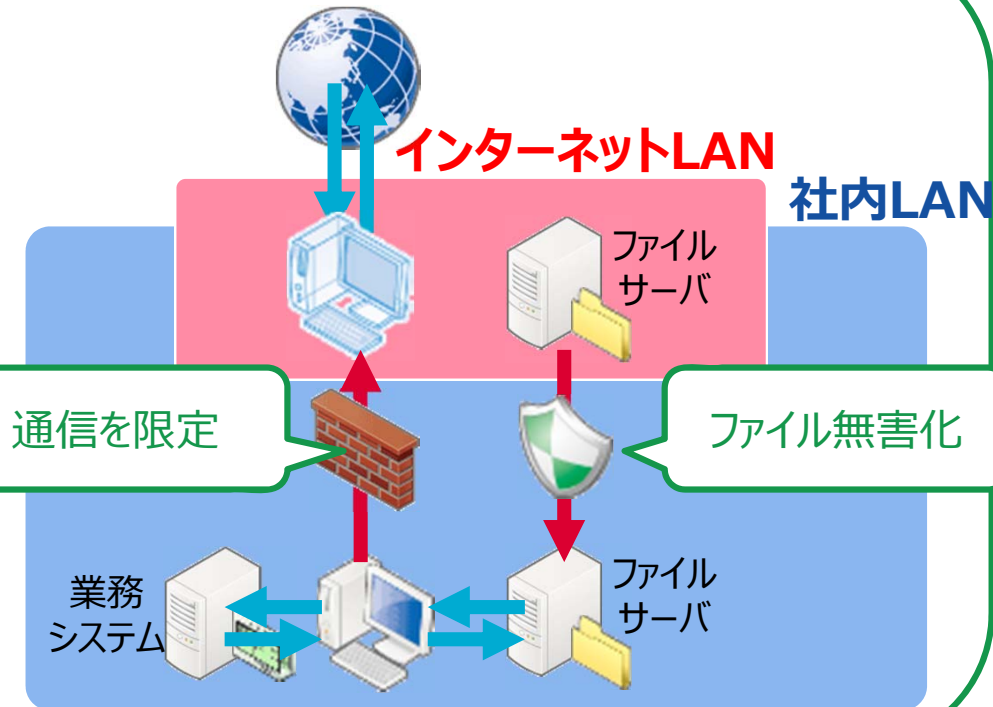 インターネットLAN
社内LAN
ファイル
サーバ
通信を限定
ファイル無害化
業務
システム
ファイル
サーバ